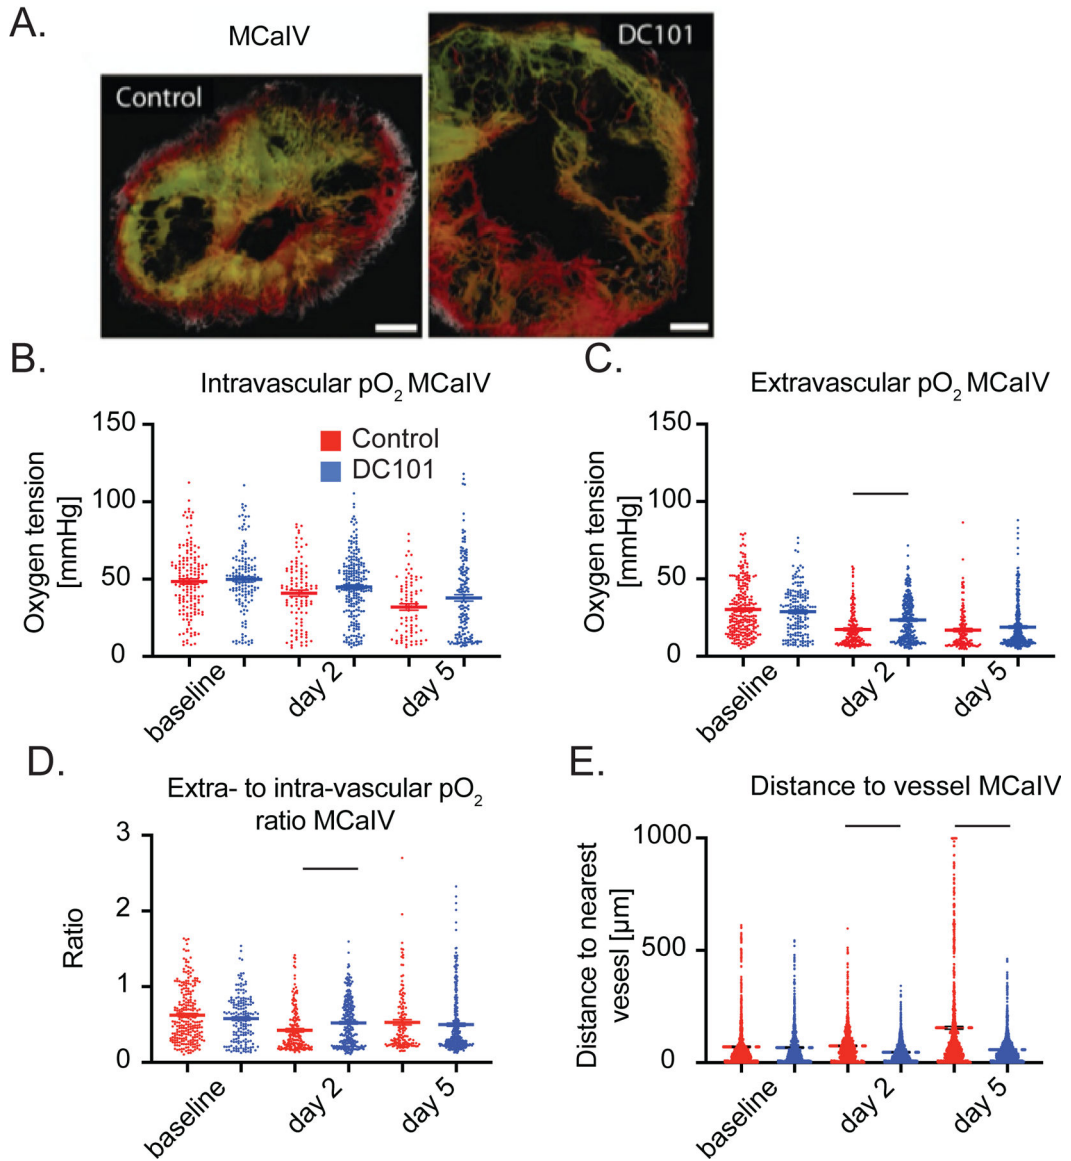 A.
MCaIV
Control
DC101
B.
Intravascular pO2 MCaIV
Oxygen tension
[mmHg]
150
100
50
0
Control
DC101
baseline
day 2
day 5
C.
Extravascular pO2 MCaIV
Oxygen tension
[mmHg]
150
100
50
0
baseline
day 2
day 5
D.
Extra- to intra-vascular pO2
ratio MCaIV
Ratio
3
2
1
0
baseline
day 2
day 5
E.
Distance to vessel MCaIV
Distance to nearest
vesesl [µm]
1000
500
0
baseline
day 2
day 5